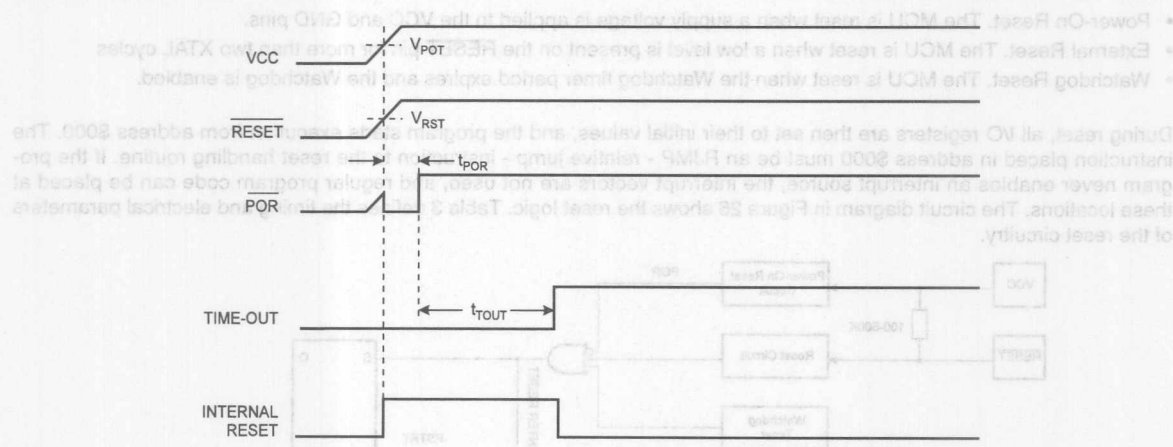 • Power-On Reset. The MCU is reset when a supply voltage is applied to the VCC and GND pins.
VPOT
• External Reset. The MCU is reset when a low level is present on the RESET pin for more than two XTAL cycles
VCC
• Watchdog Reset. The MCU is reset when the Watchdog timer period expires and the Watchdog is enabled.
VRST
RESET
During reset, all I/O registers are then set to their initial values, and the program starts execution from address $000. The
instruction placed in address $000 must be an RJMP - relative jump - instruction to the reset handling routine. If the pro-
tPOR
gram never enables an interrupt source, the interrupt vectors are not used, and regular program code can be placed at
POR
these locations. The circuit diagram in Figure 26 shows the reset logic. Table 3 defines the timing and electrical parameters
of the reset circuitry.
POR
Power-On Reset
Circuit
VCC
tTOUT
TIME-OUT
100-500K
Reset Circuit
RESET
INTERNAL
RESET
Watchdog
Timer